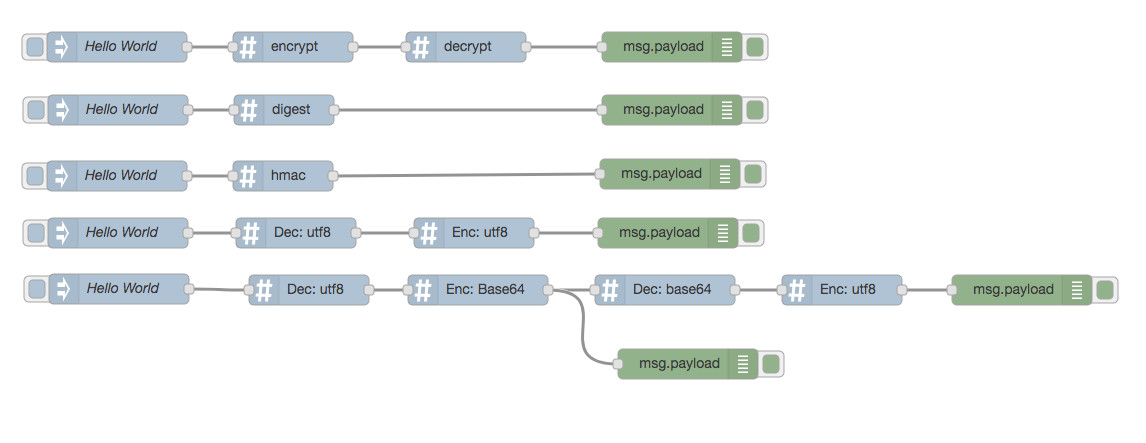 Hello World encrypt decrypt msg.payload
Hello World digest msg.payload
Hello World hmac msg.payload
Hello World Dec: utf8 Enc: utf8 msg.payload
Hello World Dec: utf8 Enc: Base64 Dec: base64 Enc: utf8 msg.payload
msg.payload